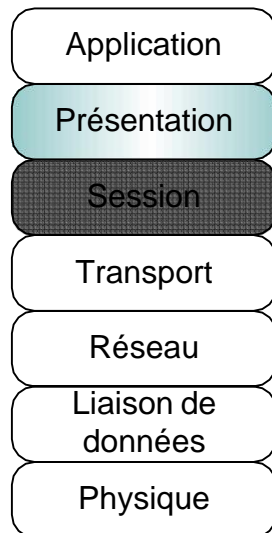 Application
Présentation
Session
Transport
Réseau
Liaison de
données
Physique